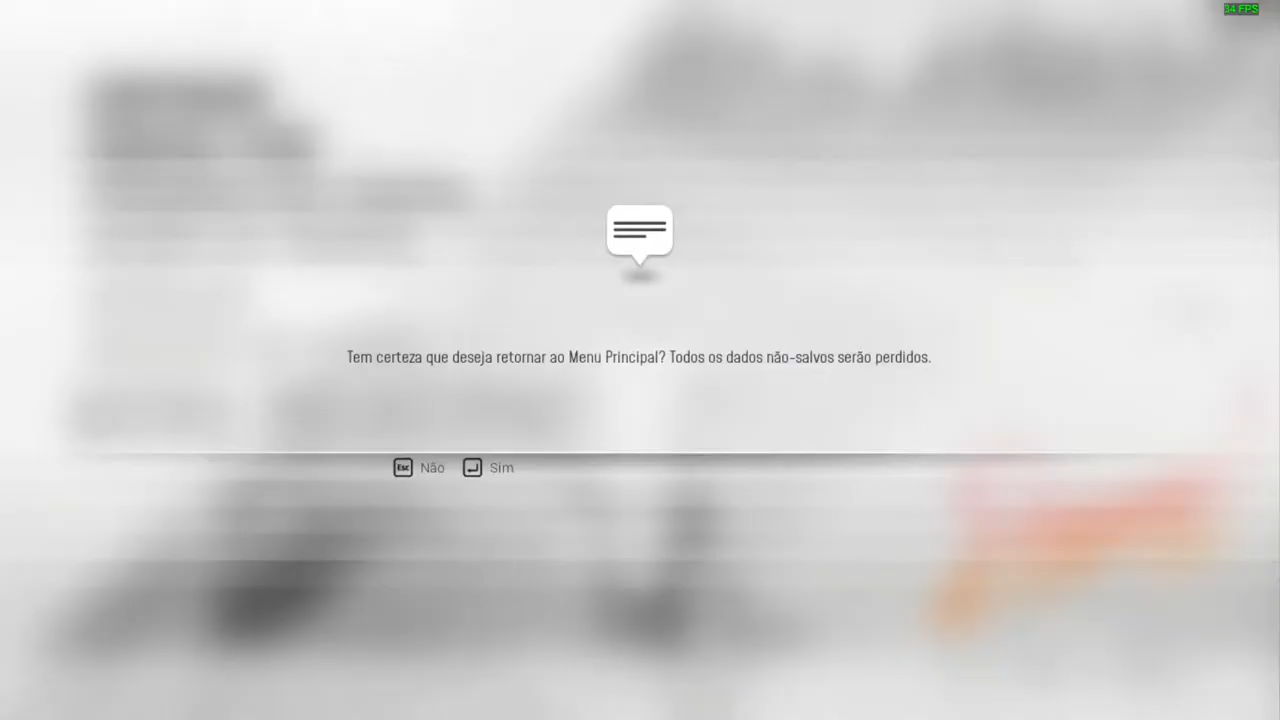 34 FPS
Tem certeza que deseja retornar ao Menu Principal? Todos os dados não-salvos serão perdidos.
Esc Não Sim